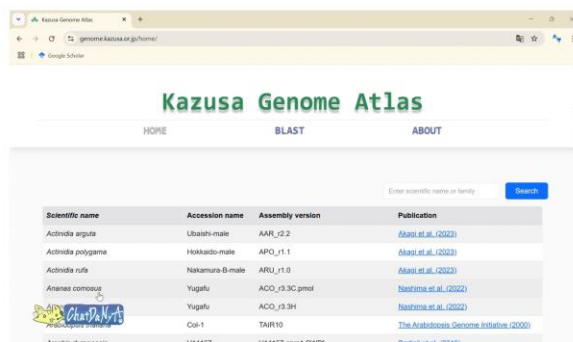 Kazusa Genome Atlas
genome.kazusa.or.jp/home/
Google Scholar
Kazusa Genome Atlas
HOME BLAST ABOUT
Enter scientific name or family Search
Scientific name Accession name Assembly version Publication
Actinidia arguta Ubaishi-male AAR_r2.2 Akagi et al. (2023)
Actinidia polygama Hokkaido-male APO_r1.1 Akagi et al. (2023)
Actinidia rufa Nakamura-B-male ARU_r1.0 Akagi et al. (2023)
Ananas comosus Yugafu ACO_r3.3C.pmol Nashima et al. (2022)
Yugafu ACO_r3.3H Nashima et al. (2022)
ChatDaNyA
Col-1 TAIR10 The Arabidopsis Genome Initiative (2000)